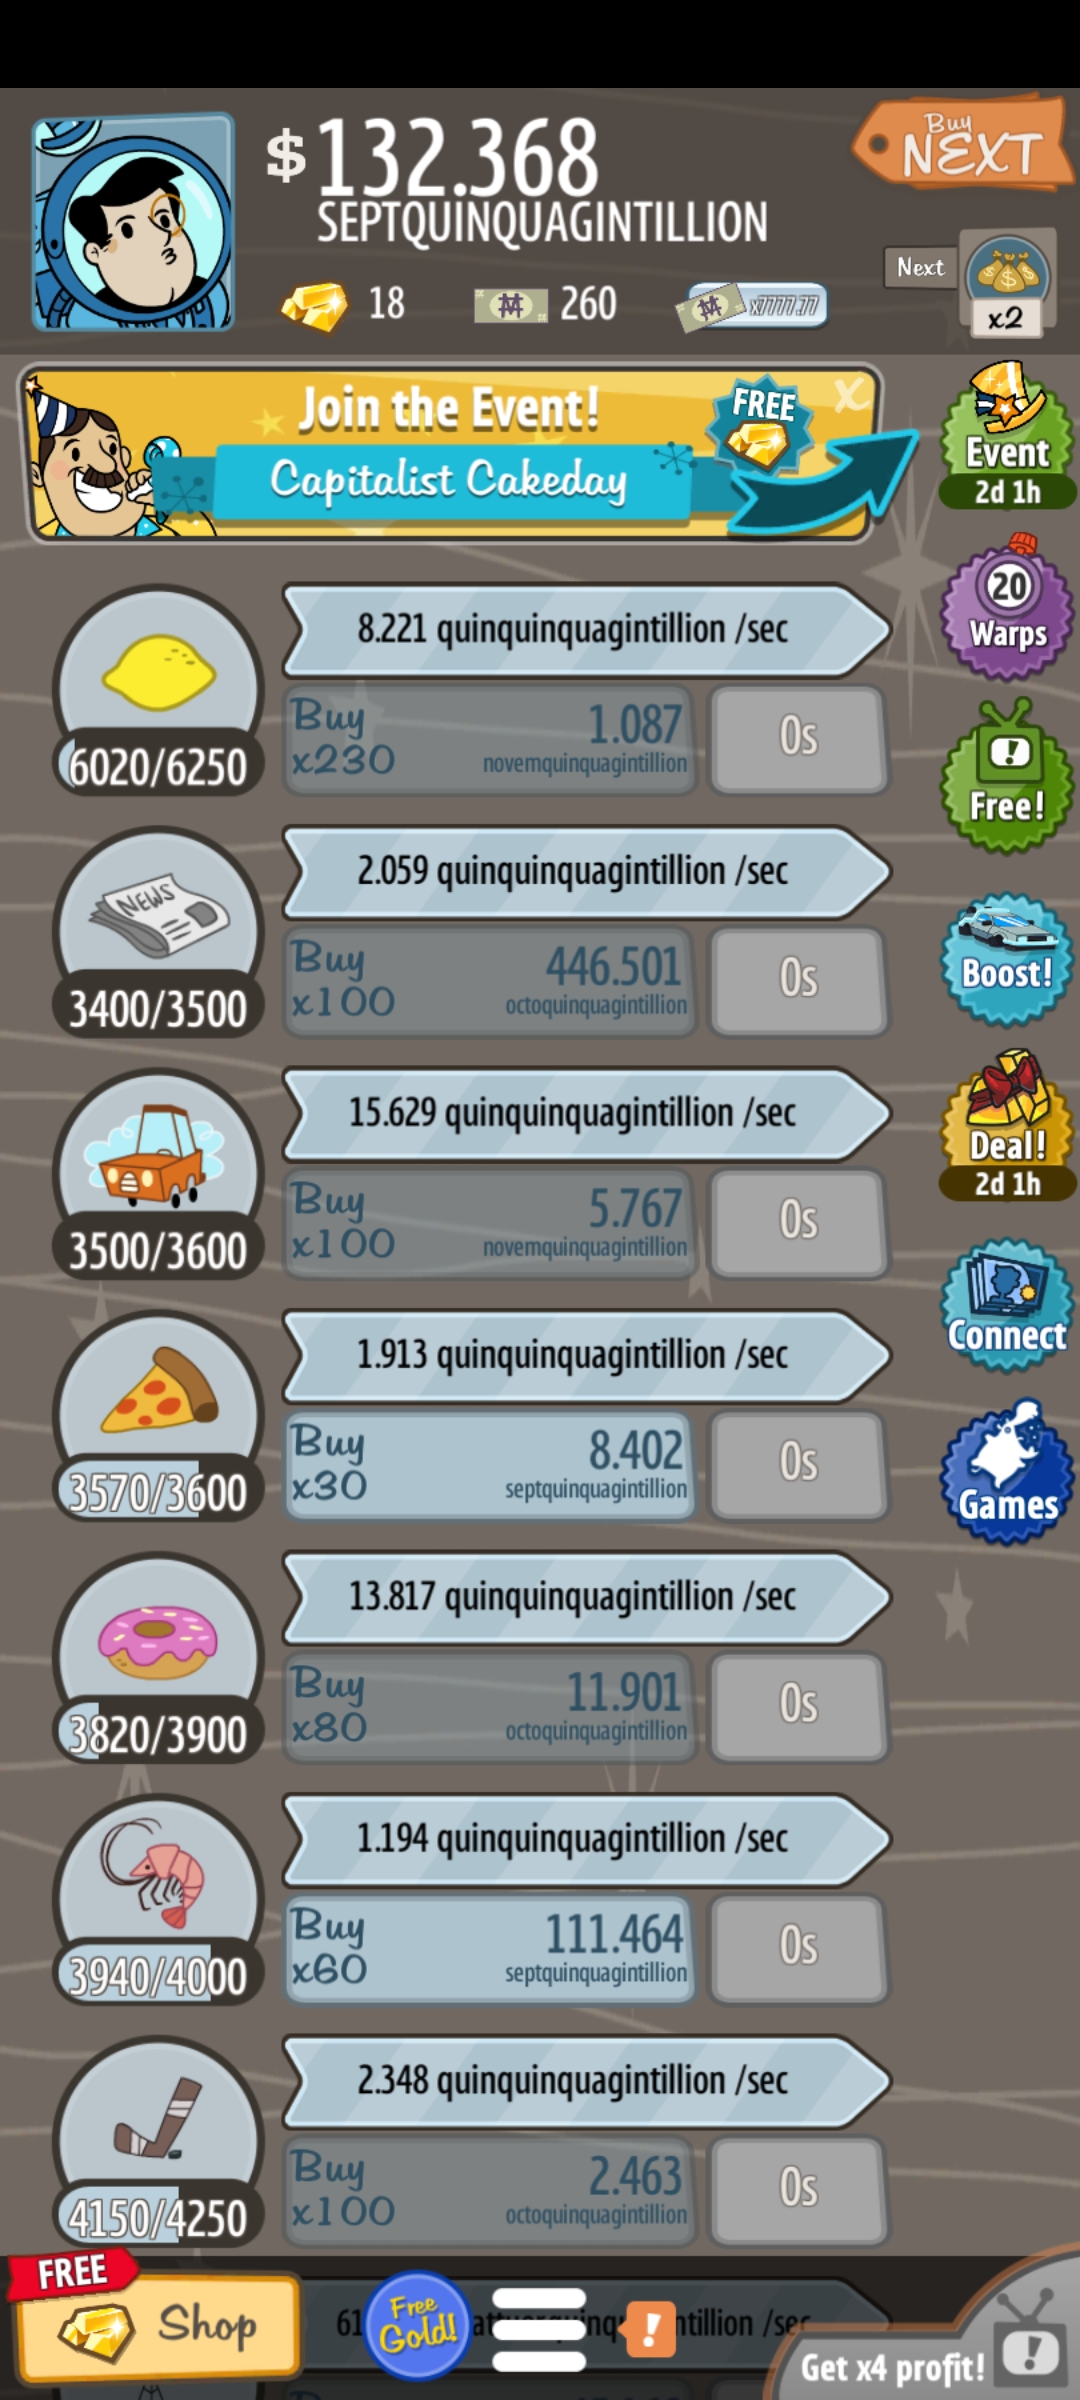 $132.368
SEPTQUINQUAGINTILLION
Buy
NEXT
18
260
x7777.77
Next
x2
Join the Event!
Capitalist Cakeday
FREE
x
Event
2d 1h
8.221 quinquinquagintillion /sec
6020/6250
Buy
x230
1.087
novemquinquagintillion
0s
20
Warps
Free!
2.059 quinquinquagintillion /sec
NEWS
3400/3500
Buy
x100
446.501
octoquinquagintillion
0s
Boost!
15.629 quinquinquagintillion /sec
3500/3600
Buy
x100
5.767
novemquinquagintillion
0s
Deal!
2d 1h
1.913 quinquinquagintillion /sec
3570/3600
Buy
x30
8.402
septquinquagintillion
0s
Connect
Games
13.817 quinquinquagintillion /sec
3820/3900
Buy
x80
11.901
octoquinquagintillion
0s
1.194 quinquinquagintillion /sec
3940/4000
Buy
x60
111.464
septquinquagintillion
0s
2.348 quinquinquagintillion /sec
4150/4250
Buy
x100
2.463
octoquinquagintillion
0s
FREE
Shop
Free
Gold!
!
/sec
Get x4 profit!
!